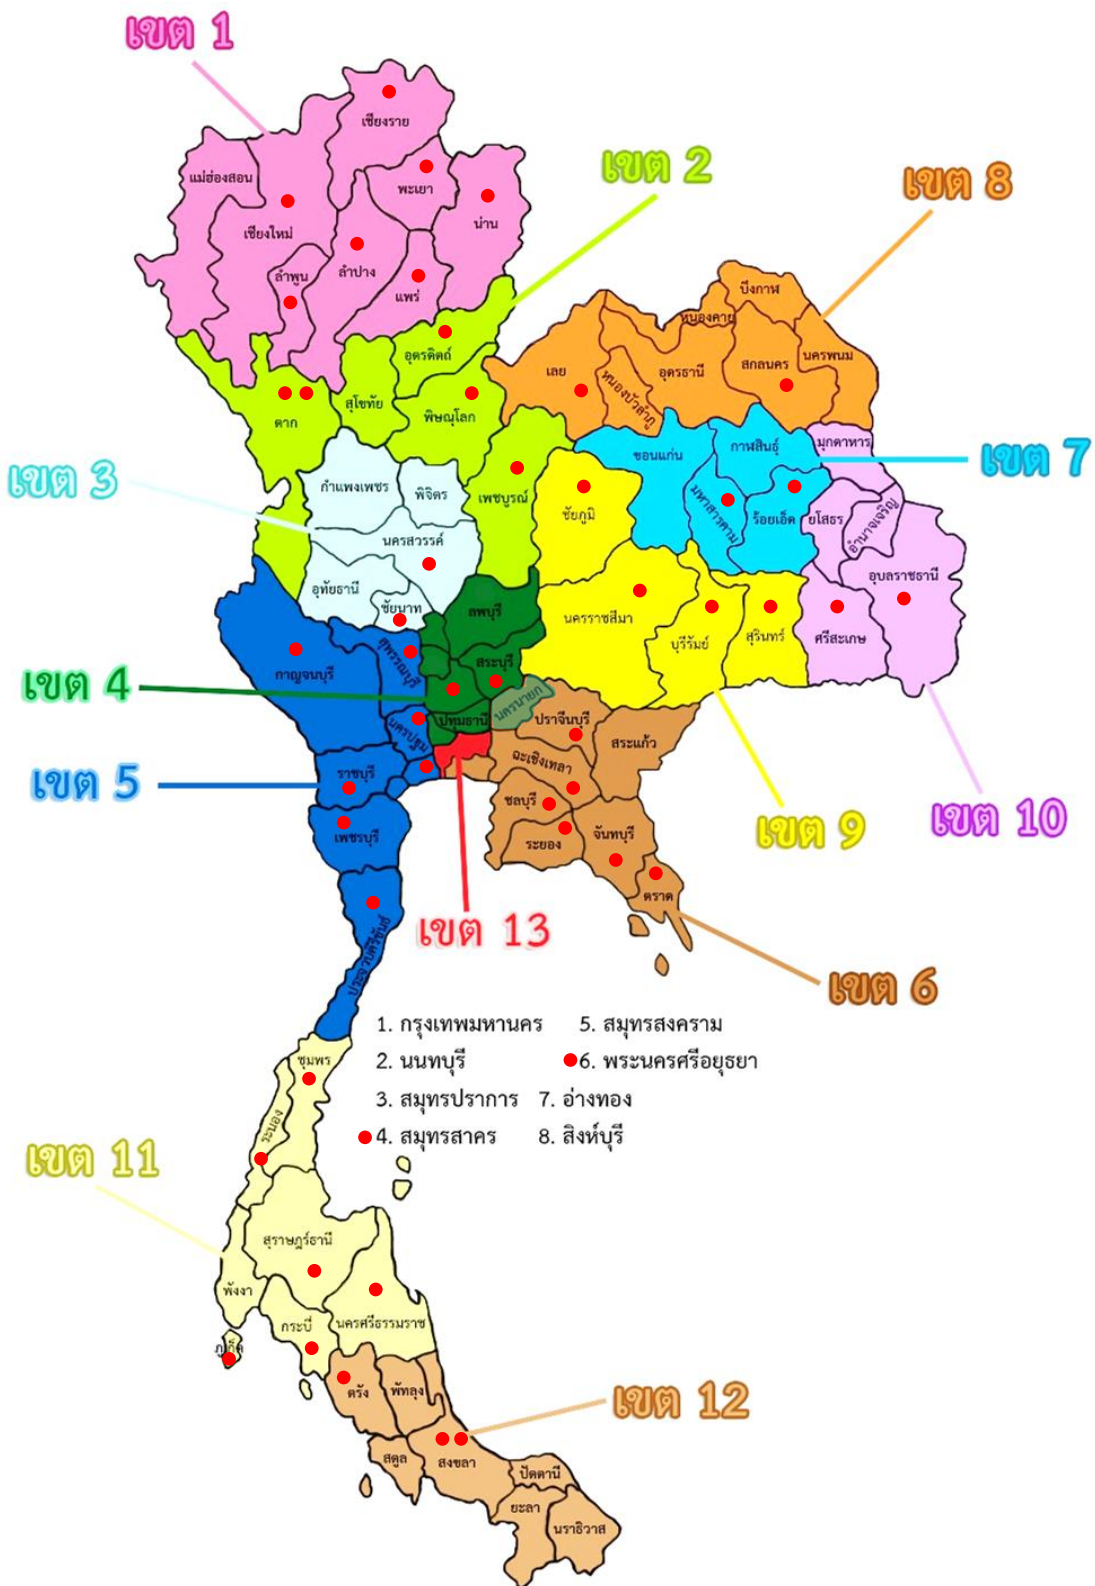 เขต 1
เชียงราย
เขต 2
พะเยา
เขต 8
แม่ฮ่องสอน
น่าน
เชียงใหม่
ลำปาง
ลำพูน
แพร่
บึงกาฬ
หนองคาย
อุตรดิตถ์
สกลนคร
นครพนม
เลย
อุดรธานี
หนองบัวลำภู
สุโขทัย
พิษณุโลก
ตาก
มุกดาหาร
กาฬสินธุ์
ขอนแก่น
เขต 7
เขต 3
กำแพงเพชร
พิจิตร
เพชบูรณ์
ชัยภูมิ
มหาสารคาม
ร้อยเอ็ด
ยโสธร
อำนาจเจริญ
นครสวรรค์
อุบลราชธานี
อุทัยธานี
ชัยนาท
ลพบุรี
นครราชสีมา
บุรีรัมย์
สุรินทร์
ศรีสะเกษ
สุพรรณบุรี
สระบุรี
กาญจนบุรี
เขต 4
นครนายก
ปทุมธานี
ปราจีนบุรี
นครปฐม
สระแก้ว
ฉะเชิงเทรา
เขต 5
ราชบุรี
ชลบุรี
เขต 9
เขต 10
เพชรบุรี
ระยอง
จันทบุรี
ตราด
เขต 13
ประจวบคีรีขันธ์
เขต 6
1. กรุงเทพมหานคร 5. สมุทรสงคราม
2. นนทบุรี 6. พระนครศรีอยุธยา
3. สมุทรปราการ 7. อ่างทอง
4. สมุทรสาคร 8. สิงห์บุรี
ชุมพร
ระนอง
เขต 11
สุราษฎร์ธานี
พังงา
กระบี่
นครศรีธรรมราช
ภูเก็ต
ตรัง
พัทลุง
เขต 12
สตูล
สงขลา
ปัตตานี
ยะลา
นราธิวาส